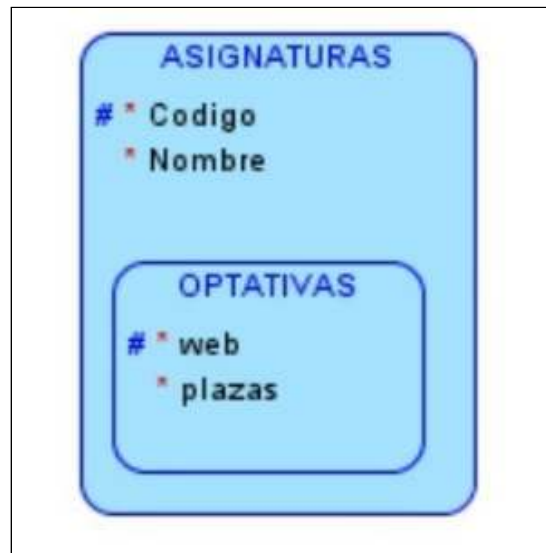 ASIGNATURAS
# * Codigo
* Nombre
OPTATIVAS
# * web
* plazas